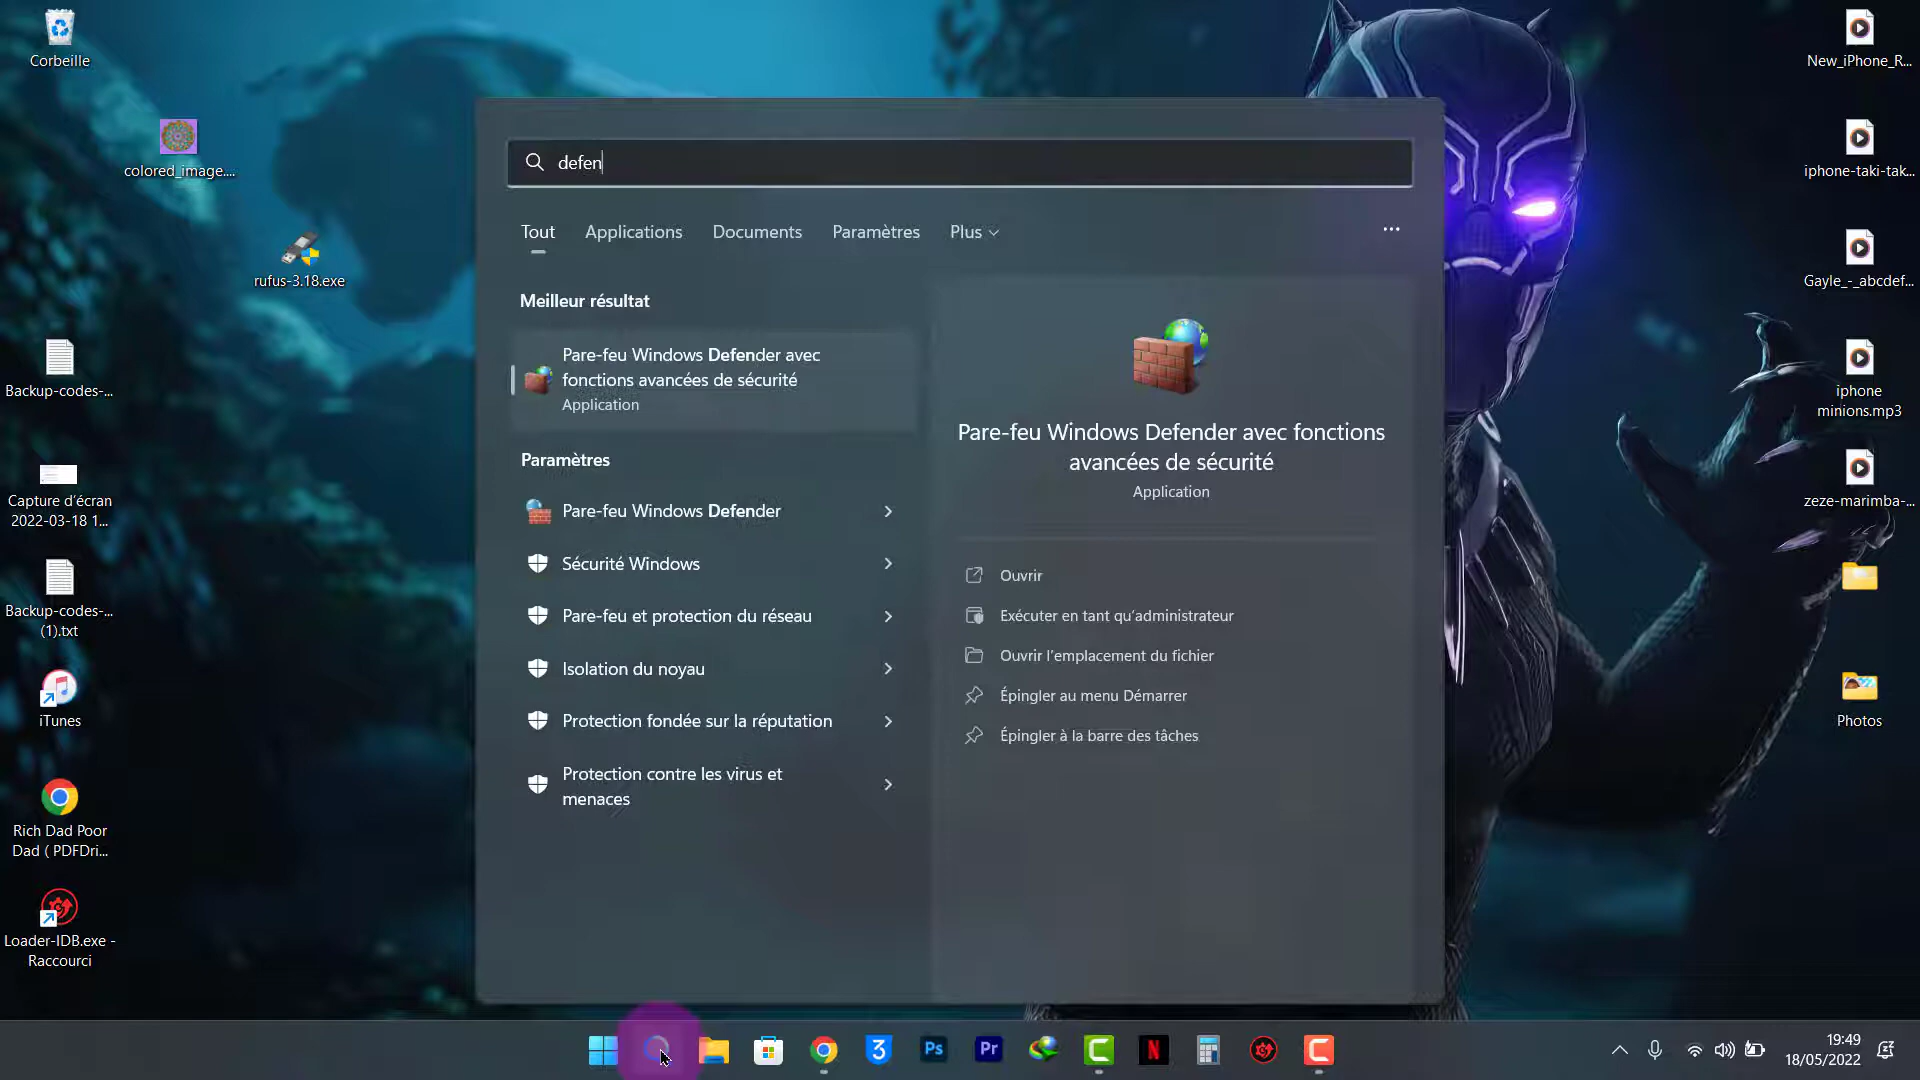 Corbeille
colored_image....
rufus-3.18.exe
Backup-codes-...
Capture d'écran
2022-03-18 1...
Backup-codes-...
(1).txt
iTunes
Rich Dad Poor
Dad ( PDFDri...
Loader-IDB.exe -
Raccourci
defen
Tout
Applications
Documents
Paramètres
Plus
Meilleur résultat
Pare-feu Windows Defender avec
fonctions avancées de sécurité
Application
Paramètres
Pare-feu Windows Defender
Sécurité Windows
Pare-feu et protection du réseau
Isolation du noyau
Protection fondée sur la réputation
Protection contre les virus et
menaces
Pare-feu Windows Defender avec fonctions
avancées de sécurité
Application
Ouvrir
Exécuter en tant qu'administrateur
Ouvrir l'emplacement du fichier
Épingler au menu Démarrer
Épingler à la barre des tâches
New_iPhone_R...
iphone-taki-tak...
Gayle_-_abcdef...
iphone
minions.mp3
zeze-marimba-...
Photos
3
Ps
Pr
N
19:49
18/05/2022